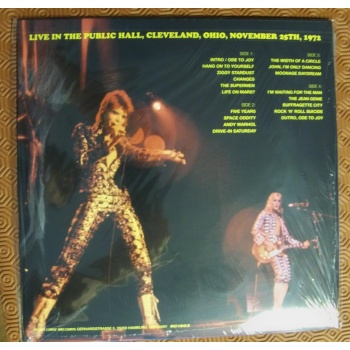 LIVE IN THE PUBLIC HALL, CLEVELAND, OHIO, NOVEMBER 25TH, 1972
SIDE 1:
INTRO / ODE TO JOY
HANG ON TO YOURSELF
ZIGGY STARDUST
CHANGES
THE SUPERMEN
LIFE ON MARS?
SIDE 2:
FIVE YEARS
SPACE ODDITY
ANDY WARHOL
DRIVE-IN SATURDAY
SIDE 3:
THE WIDTH OF A CIRCLE
JOHN, I'M ONLY DANCING
MOONAGE DAYDREAM
SIDE 4:
I'M WAITING FOR THE MAN
THE JEAN GENIE
SUFFRAGETTE CITY
ROCK 'N' ROLL SUICIDE
OUTRO, ODE TO JOY